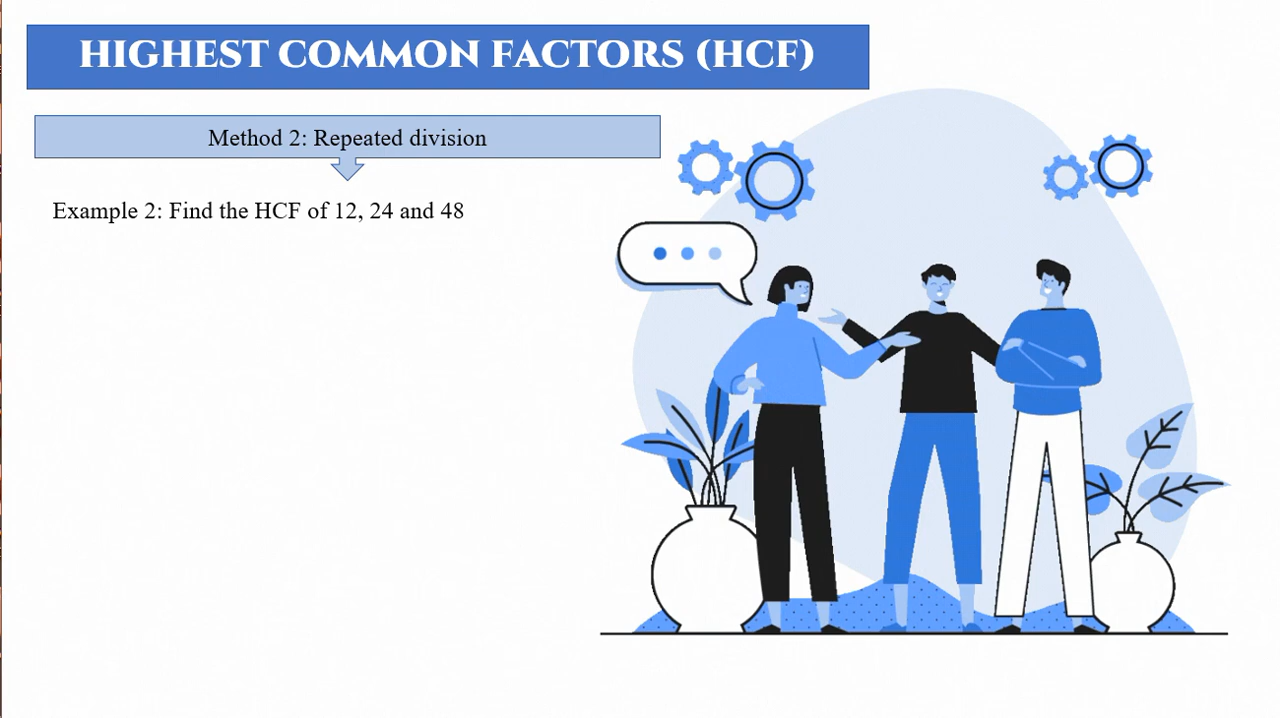 HIGHEST COMMON FACTORS (HCF)
Method 2: Repeated division
Example 2: Find the HCF of 12, 24 and 48